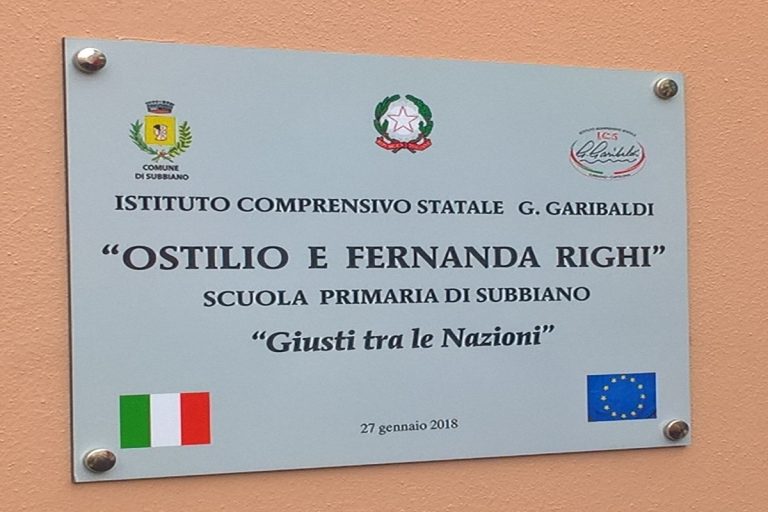 COMUNE
DI SUBBIANO
I.C.S
G. Garibaldi
ISTITUTO COMPRENSIVO STATALE G. GARIBALDI
“OSTILIO E FERNANDA RIGHI”
SCUOLA PRIMARIA DI SUBBIANO
“Giusti tra le Nazioni”
27 gennaio 2018